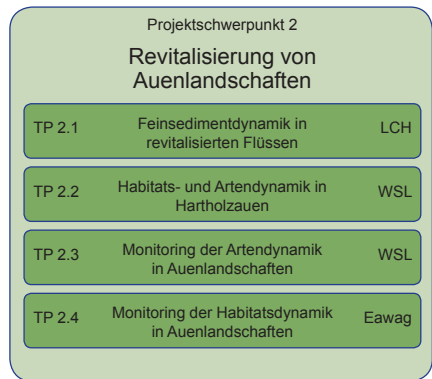 Projektschwerpunkt 2
Revitalisierung von
Auenlandschaften
TP 2.1 Feinsedimentdynamik in LCH
revitalisierten Flüssen
TP 2.2 Habitats- und Artendynamik in WSL
Hartholzauen
TP 2.3 Monitoring der Artendynamik WSL
in Auenlandschaften
TP 2.4 Monitoring der Habitatsdynamik Eawag
in Auenlandschaften